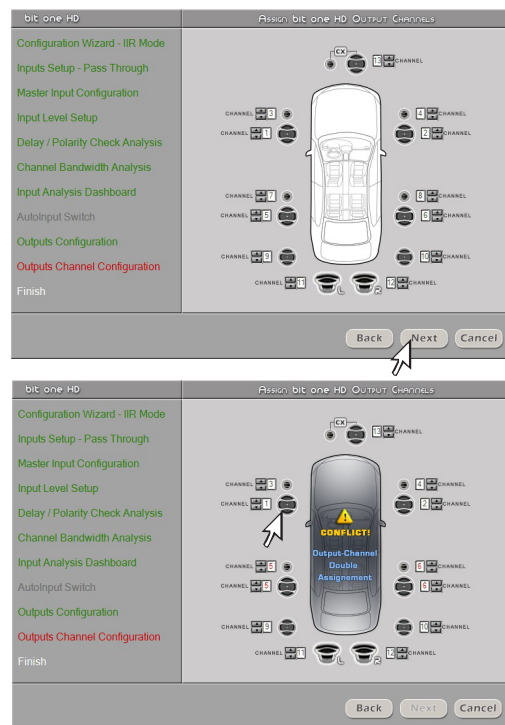 bit one HD
Assign bit one HD Output Channels
Configuration Wizard - IIR Mode
Inputs Setup - Pass Through
Master Input Configuration
Input Level Setup
Delay / Polarity Check Analysis
Channel Bandwidth Analysis
Input Analysis Dashboard
AutoInput Switch
Outputs Configuration
Outputs Channel Configuration
Finish
CX
13 CHANNEL
CHANNEL 3
4 CHANNEL
CHANNEL 1
2 CHANNEL
CHANNEL 7
8 CHANNEL
CHANNEL 5
6 CHANNEL
CHANNEL 9
10 CHANNEL
CHANNEL 11
L
R
12 CHANNEL
Back
Next
Cancel
bit one HD
Assign bit one HD Output Channels
Configuration Wizard - IIR Mode
Inputs Setup - Pass Through
Master Input Configuration
Input Level Setup
Delay / Polarity Check Analysis
Channel Bandwidth Analysis
Input Analysis Dashboard
AutoInput Switch
Outputs Configuration
Outputs Channel Configuration
Finish
CX
13 CHANNEL
CHANNEL 3
4 CHANNEL
CHANNEL 1
2 CHANNEL
CONFLICT!
Output-Channel
Double
Assignement
CHANNEL 5
6 CHANNEL
CHANNEL 5
6 CHANNEL
CHANNEL 9
10 CHANNEL
CHANNEL 11
L
R
12 CHANNEL
Back
Next
Cancel